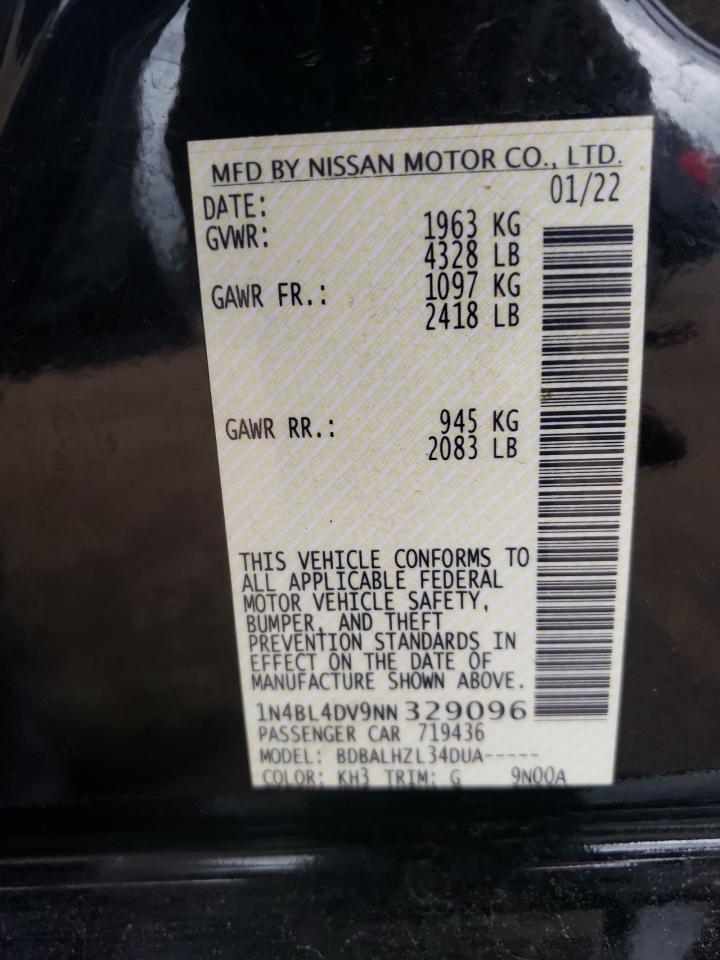 MFD BY NISSAN MOTOR CO., LTD.
DATE: 01/22
GVWR: 1963 KG
4328 LB
GAWR FR.: 1097 KG
2418 LB
GAWR RR.: 945 KG
2083 LB
THIS VEHICLE CONFORMS TO
ALL APPLICABLE FEDERAL
MOTOR VEHICLE SAFETY,
BUMPER, AND THEFT
PREVENTION STANDARDS IN
EFFECT ON THE DATE OF
MANUFACTURE SHOWN ABOVE.
1N4BL4DV9NN 329096
PASSENGER CAR 719436
MODEL: BDBALHZL34DUA-----
COLOR: KH3 TRIM: G 9N00A